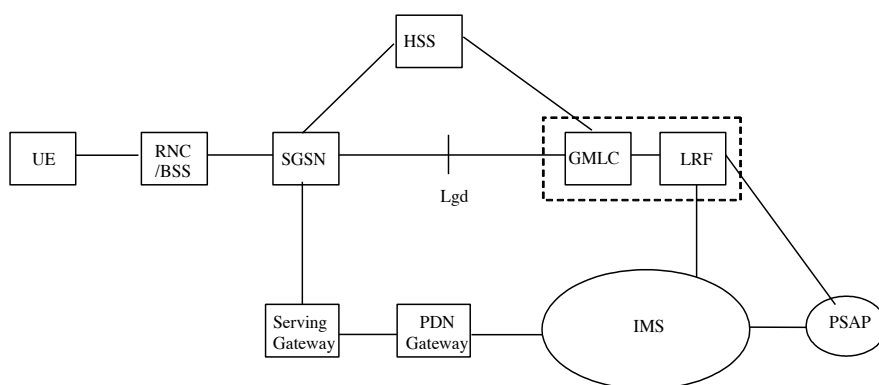 HSS
UE
RNC
/BSS
SGSN
GMLC
LRF
Lgd
Serving
Gateway
PDN
Gateway
IMS
PSAP